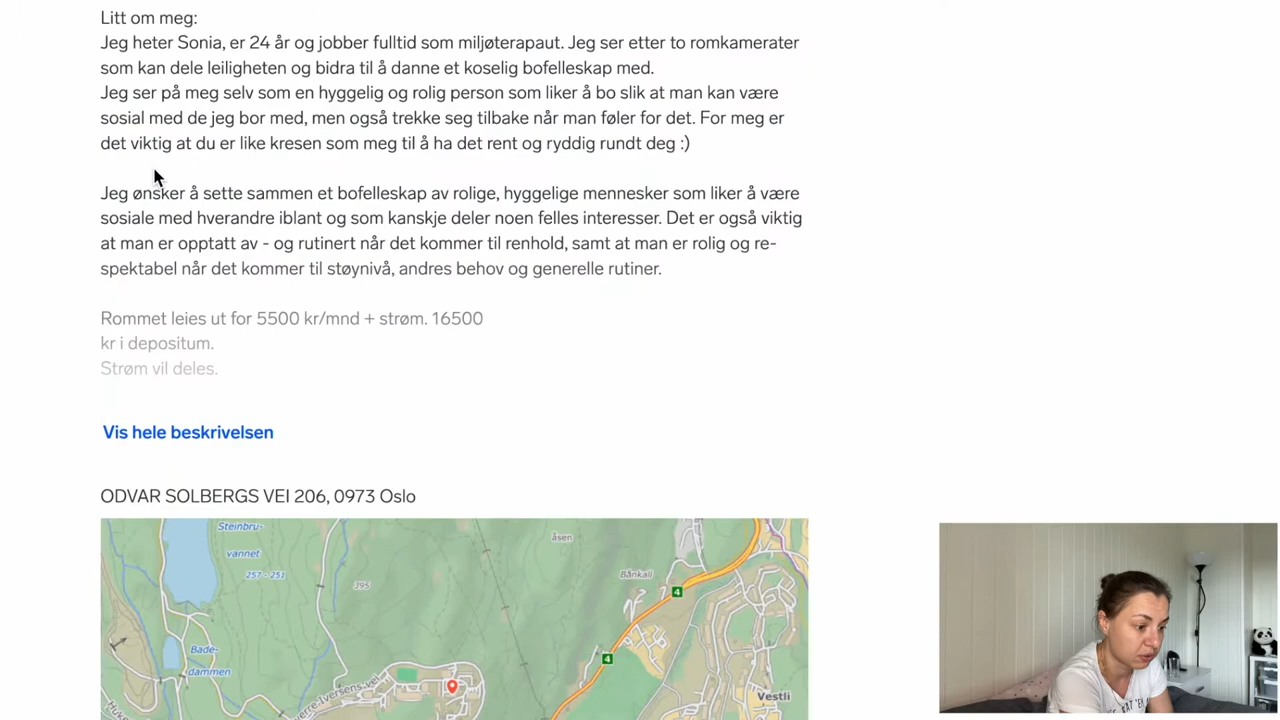 Litt om meg:
Jeg heter Sonia, er 24 år og jobber fulltid som miljøterapaut. Jeg ser etter to romkamerater
som kan dele leiligheten og bidra til å danne et koselig bofelleskap med.
Jeg ser på meg selv som en hyggelig og rolig person som liker å bo slik at man kan være
sosial med de jeg bor med, men også trekke seg tilbake når man føler for det. For meg er
det viktig at du er like kresen som meg til å ha det rent og ryddig rundt deg :)
Jeg ønsker å sette sammen et bofelleskap av rolige, hyggelige mennesker som liker å være
sosiale med hverandre iblant og som kanskje deler noen felles interesser. Det er også viktig
at man er opptatt av - og rutinert når det kommer til renhold, samt at man er rolig og re-
spektabel når det kommer til støynivå, andres behov og generelle rutiner.
Rommet leies ut for 5500 kr/mnd + strøm. 16500
kr i depositum.
Strøm vil deles.
Vis hele beskrivelsen
ODVAR SOLBERGS VEI 206, 0973 Oslo
Steinbru-
vannet
257 - 251
395
åsen
Bånkall
4
4
Bade-
dammen
erre-Iversens vei
Vestli